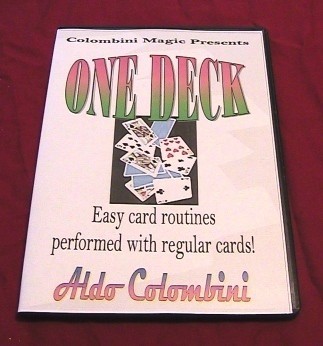 Colombini Magic Presents
ONE DECK
Easy card routines
performed with regular cards!
Aldo Colombini